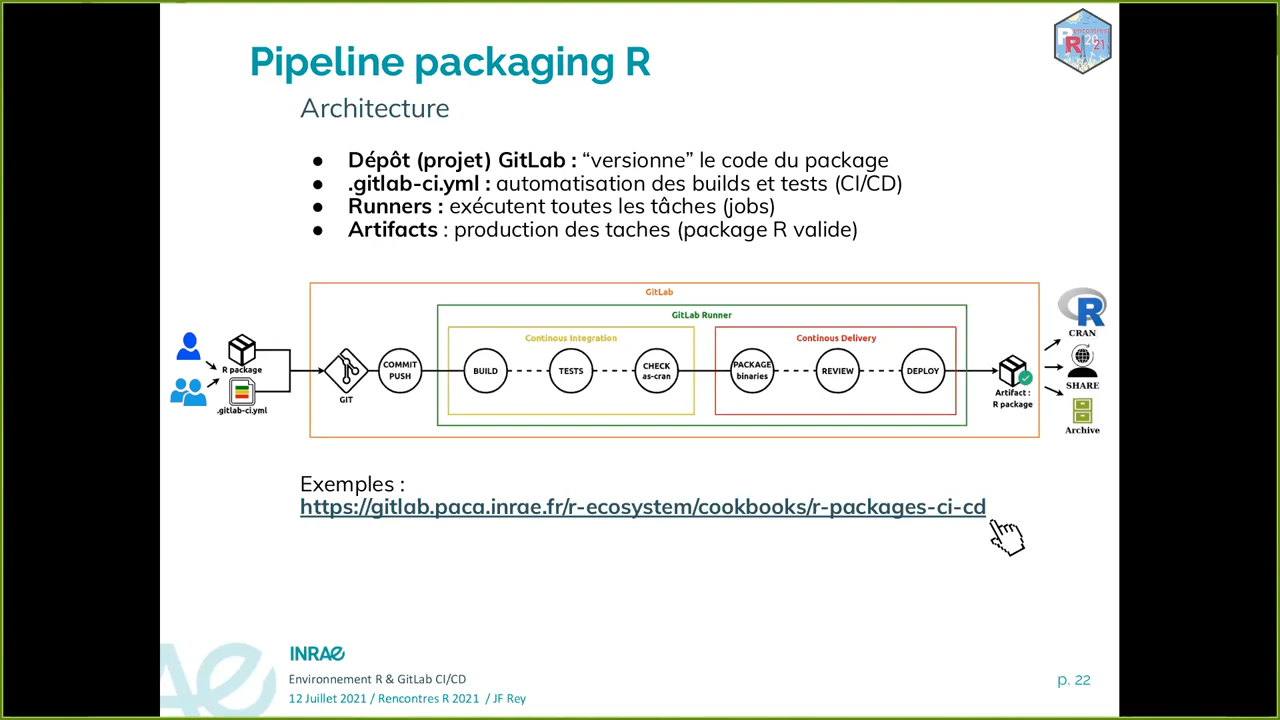 Pipeline packaging R
Rencontres
R 20
R 21
Architecture
● Dépôt (projet) GitLab : “versionne” le code du package
● .gitlab-ci.yml : automatisation des builds et tests (CI/CD)
● Runners : exécutent toutes les tâches (jobs)
● Artifacts : production des taches (package R valide)
GitLab
GitLab Runner
Continous Integration
Continous Delivery
R package
.gitlab-ci.yml
GIT
COMMIT
PUSH
BUILD
TESTS
CHECK
as-cran
PACKAGE
binaries
REVIEW
DEPLOY
Artifact :
R package
R
CRAN
SHARE
Archive
Exemples :
https://gitlab.paca.inrae.fr/r-ecosystem/cookbooks/r-packages-ci-cd
INRAE
Environnement R & GitLab CI/CD
12 Juillet 2021 / Rencontres R 2021 / JF Rey
p. 22